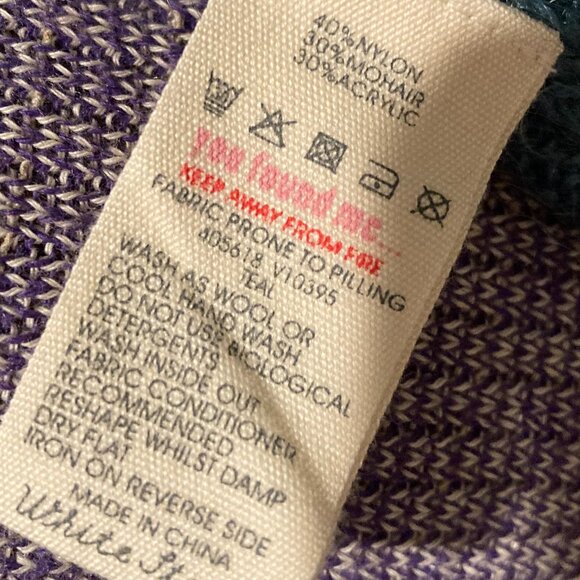 40%NYLON
30%MOHAIR
30%ACRYLIC
you found me...
KEEP AWAY FROM FIRE
FABRIC PRONE TO PILLING
405618 V10395
TEAL
WASH AS WOOL OR
COOL HAND WASH
DO NOT USE BIOLOGICAL
DETERGENTS
WASH INSIDE OUT
FABRIC CONDITIONER
RECOMMENDED
RESHAPE WHILST DAMP
DRY FLAT
IRON ON REVERSE SIDE
MADE IN CHINA
White